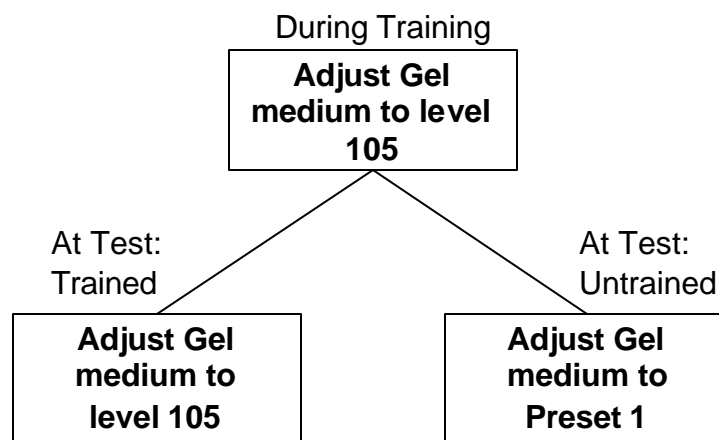 During Training
Adjust Gel
medium to level
105
At Test:
Trained
At Test:
Untrained
Adjust Gel
medium to
level 105
Adjust Gel
medium to
Preset 1